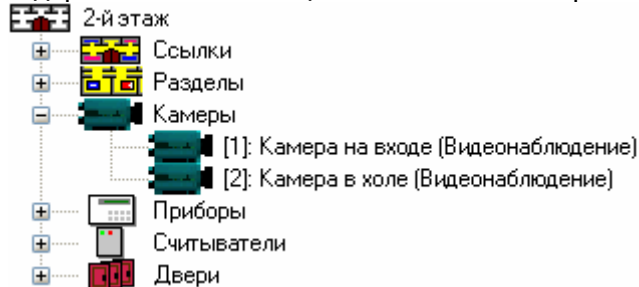 2-й этаж
Ссылки
Разделы
Камеры
[1]: Камера на входе (Видеонаблюдение)
[2]: Камера в холе (Видеонаблюдение)
Приборы
Считыватели
Двери